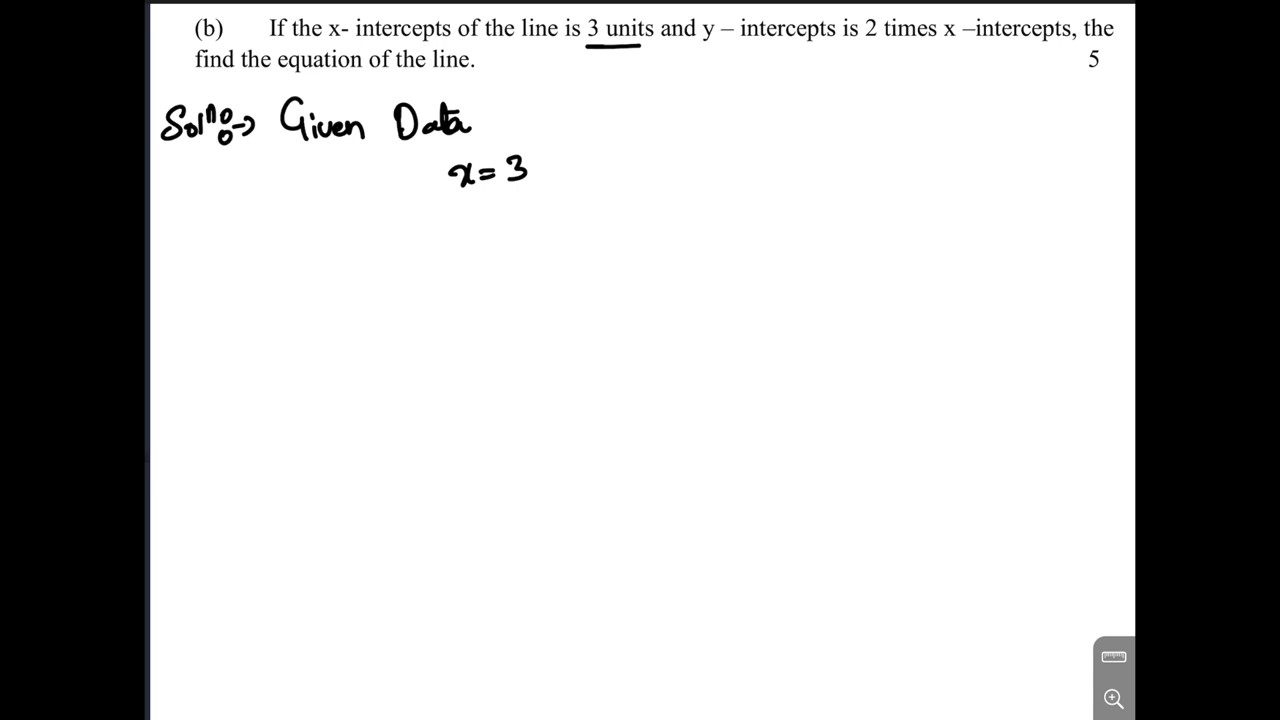 (b) If the x- intercepts of the line is 3 units and y – intercepts is 2 times x –intercepts, the
find the equation of the line. 5
Solⁿ: → Given Data
x = 3